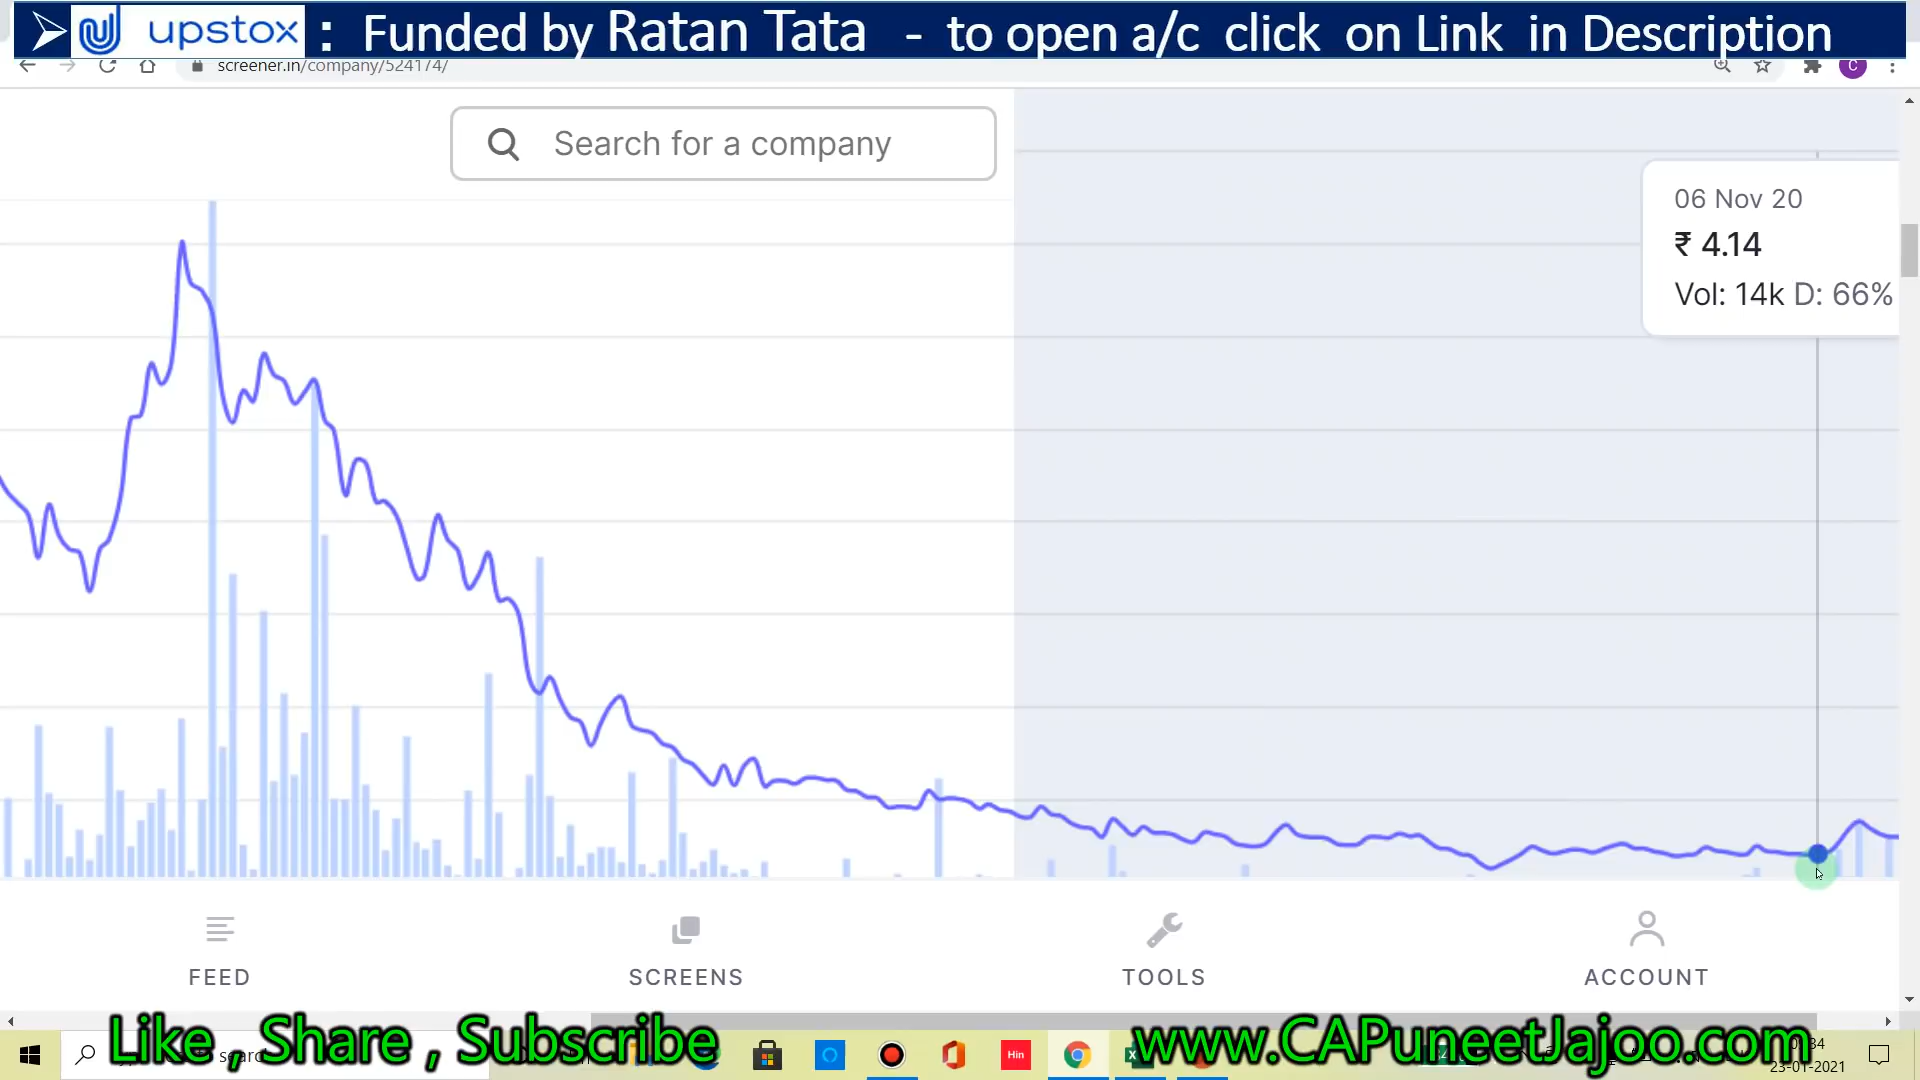 upstox : Funded by Ratan Tata - to open a/c click on Link in Description
screener.in/company/524174/
C
Search for a company
06 Nov 20
₹ 4.14
Vol: 14k D: 66%
FEED
SCREENS
TOOLS
ACCOUNT
Like , Share , Subscribe
www.CAPuneetJajoo.com
Hin
23-01-2021